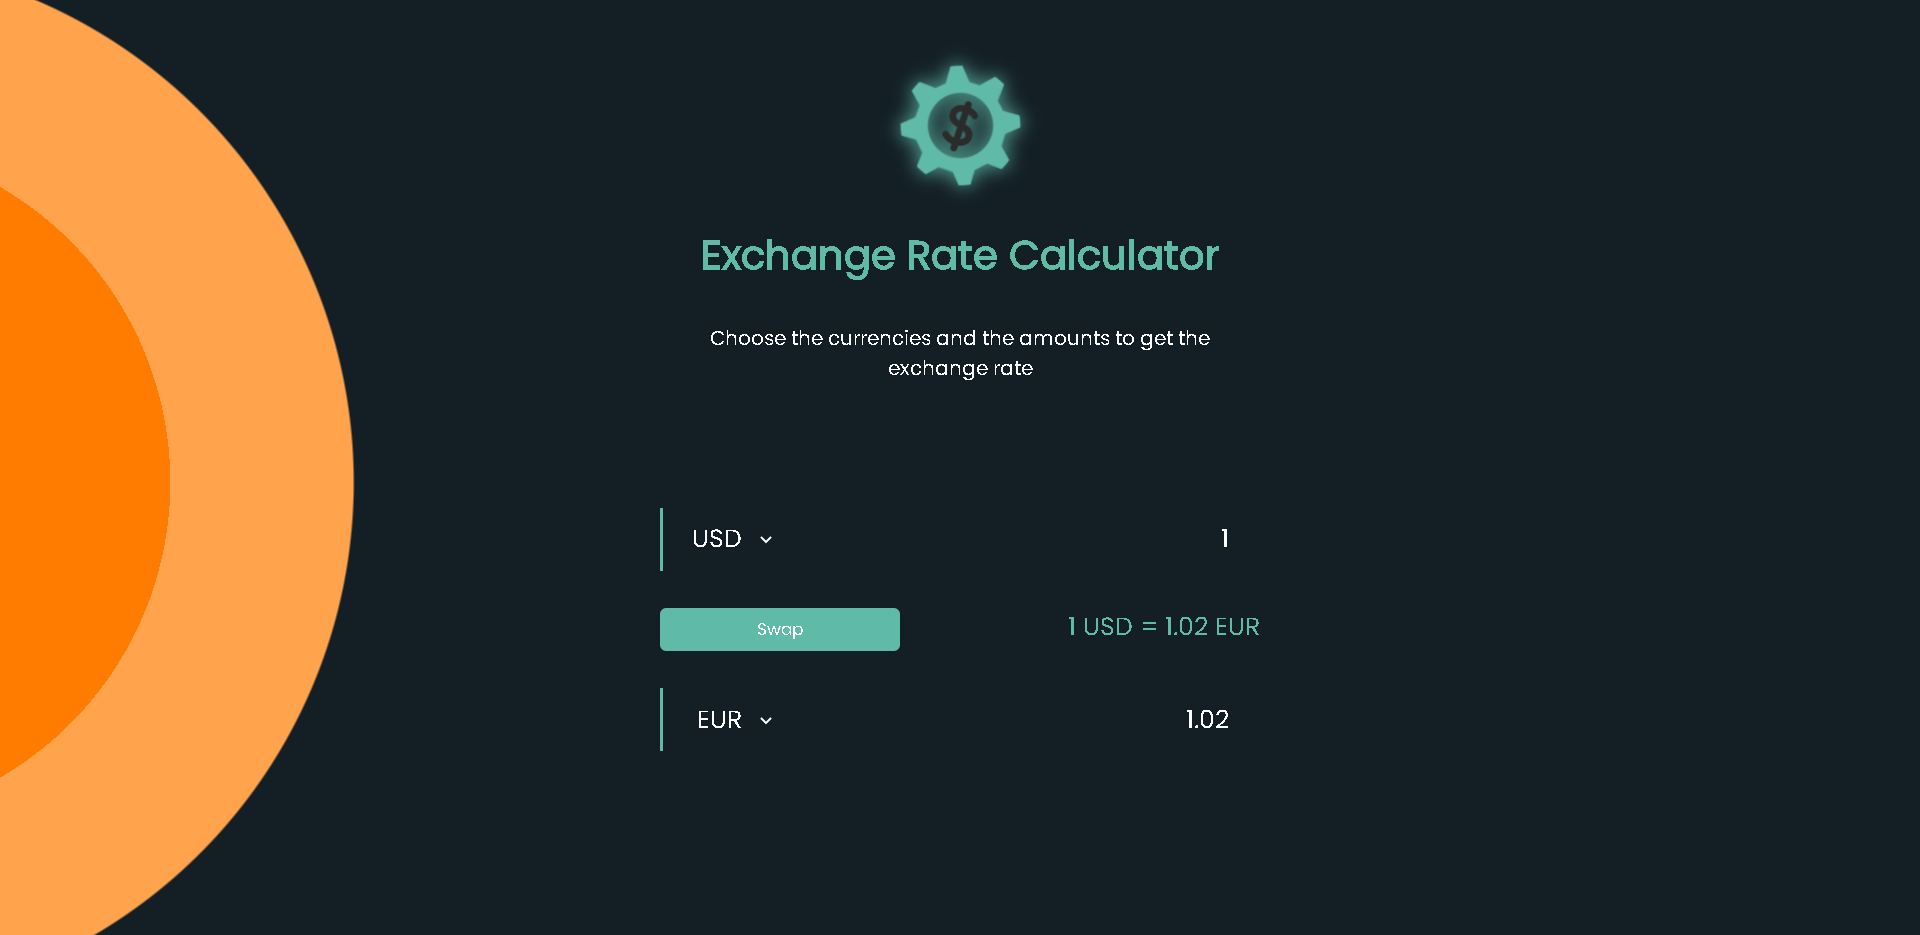 $
Exchange Rate Calculator
Choose the currencies and the amounts to get the
exchange rate
USD 1
Swap 1 USD = 1.02 EUR
EUR 1.02